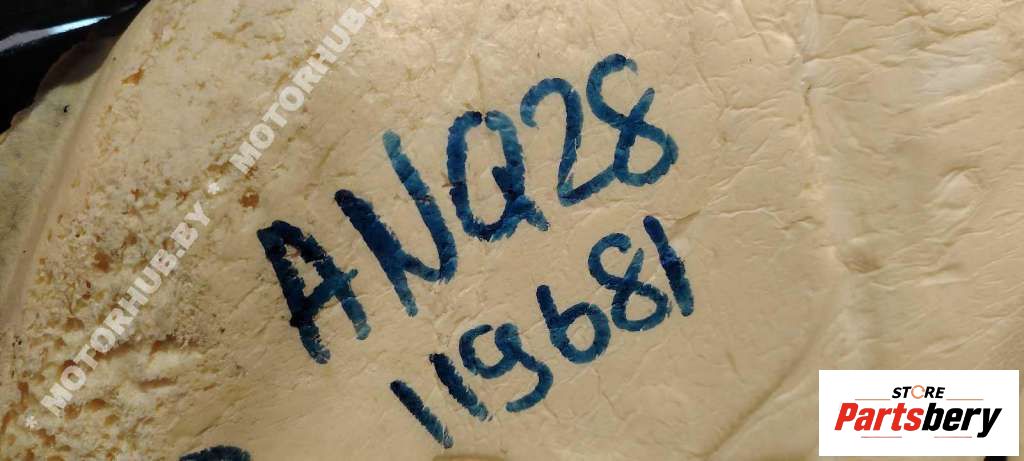 * MOTORHUB.BY * MOTORHUB.BY
ANQ28
119681
STORE
Partsbery